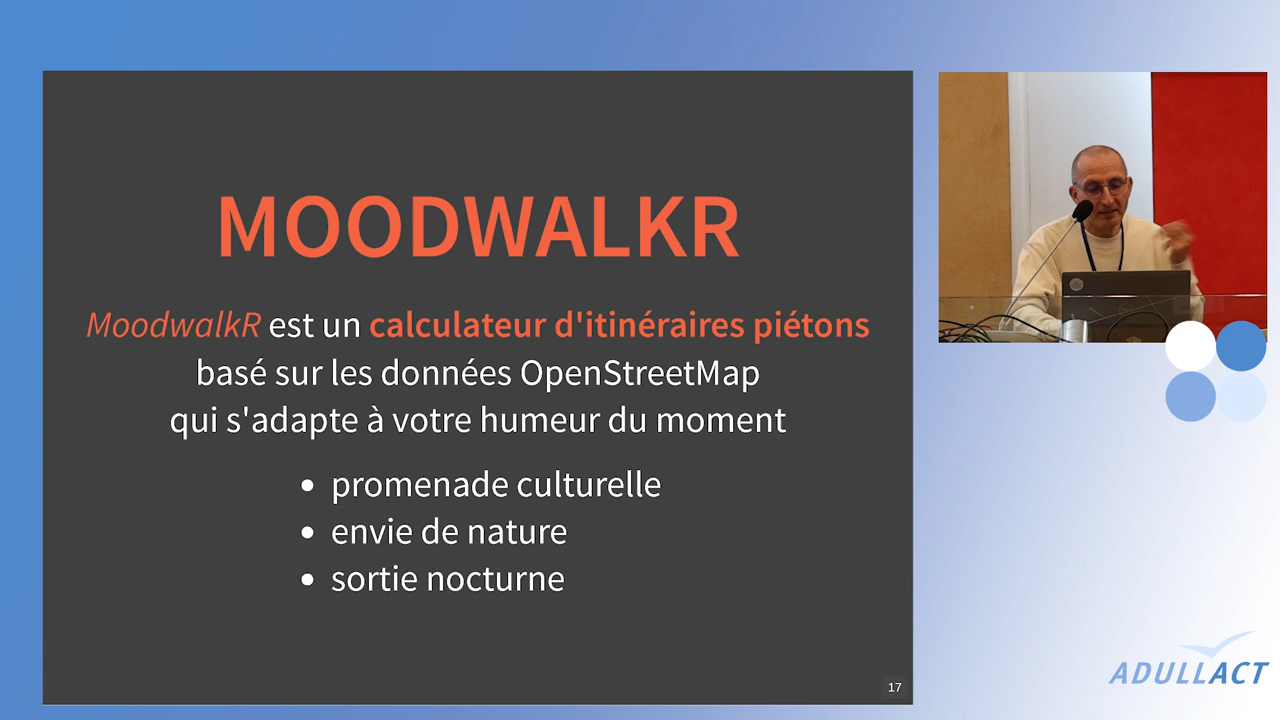 MOODWALKR
MoodwalkR est un calculateur d'itinéraires piétons
basé sur les données OpenStreetMap
qui s'adapte à votre humeur du moment
• promenade culturelle
• envie de nature
• sortie nocturne
17
ADULLACT